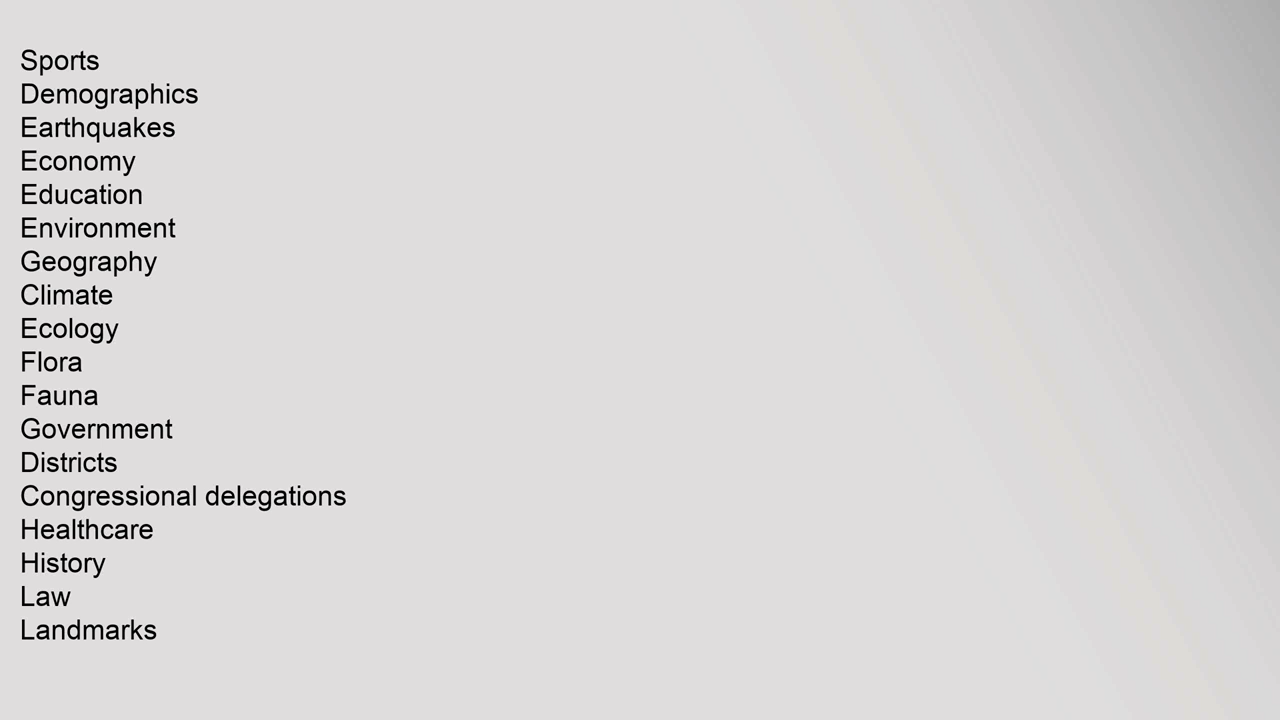 Sports
Demographics
Earthquakes
Economy
Education
Environment
Geography
Climate
Ecology
Flora
Fauna
Government
Districts
Congressional delegations
Healthcare
History
Law
Landmarks